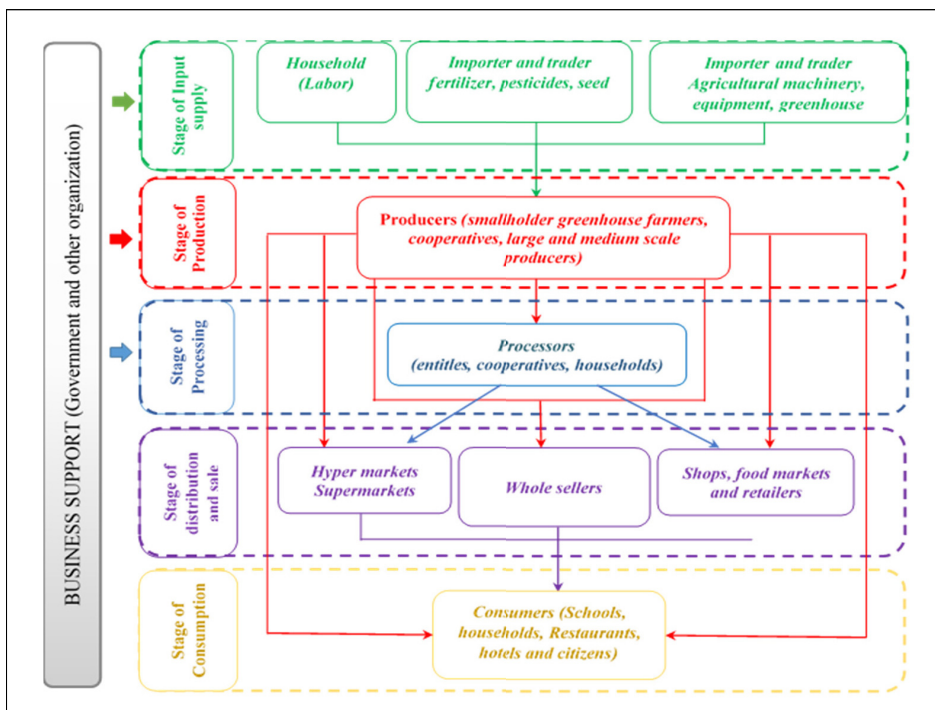 BUSINESS SUPPORT (Government and other organization)
Stage of Input
supply
Household
(Labor)
Importer and trader
fertilizer, pesticides, seed
Importer and trader
Agricultural machinery,
equipment, greenhouse
Stage of
Production
Producers (smallholder greenhouse farmers,
cooperatives, large and medium scale
producers)
Stage of
Processing
Processors
(entitles, cooperatives, households)
Stage of
distribution
and sale
Hyper markets
Supermarkets
Whole sellers
Shops, food markets
and retailers
Stage of
Consumption
Consumers (Schools,
households, Restaurants,
hotels and citizens)